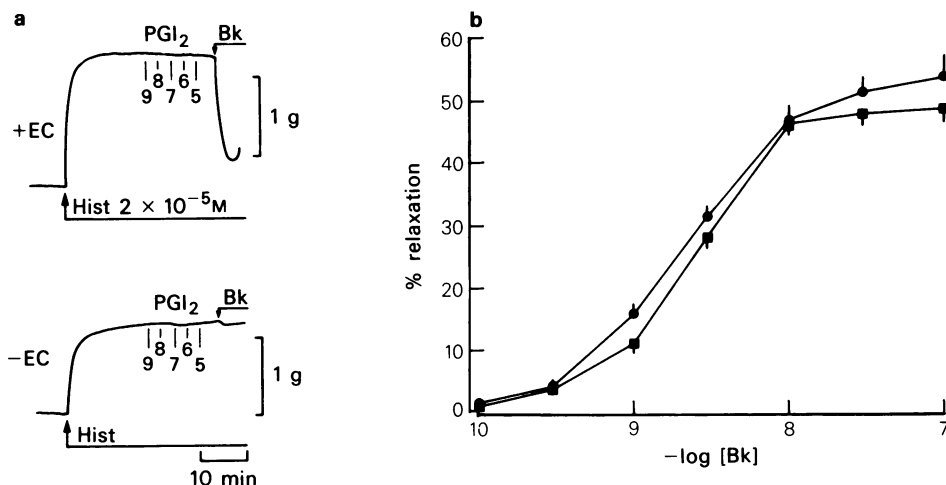 a
PGI₂
Bk
9 8 7 6 5
1 g
+EC
Hist 2 × 10⁻⁵M
PGI₂
Bk
9 8 7 6 5
1 g
−EC
Hist
10 min
b
60
50
40
30
20
10
0
% relaxation
10 9 8 7
−log [Bk]